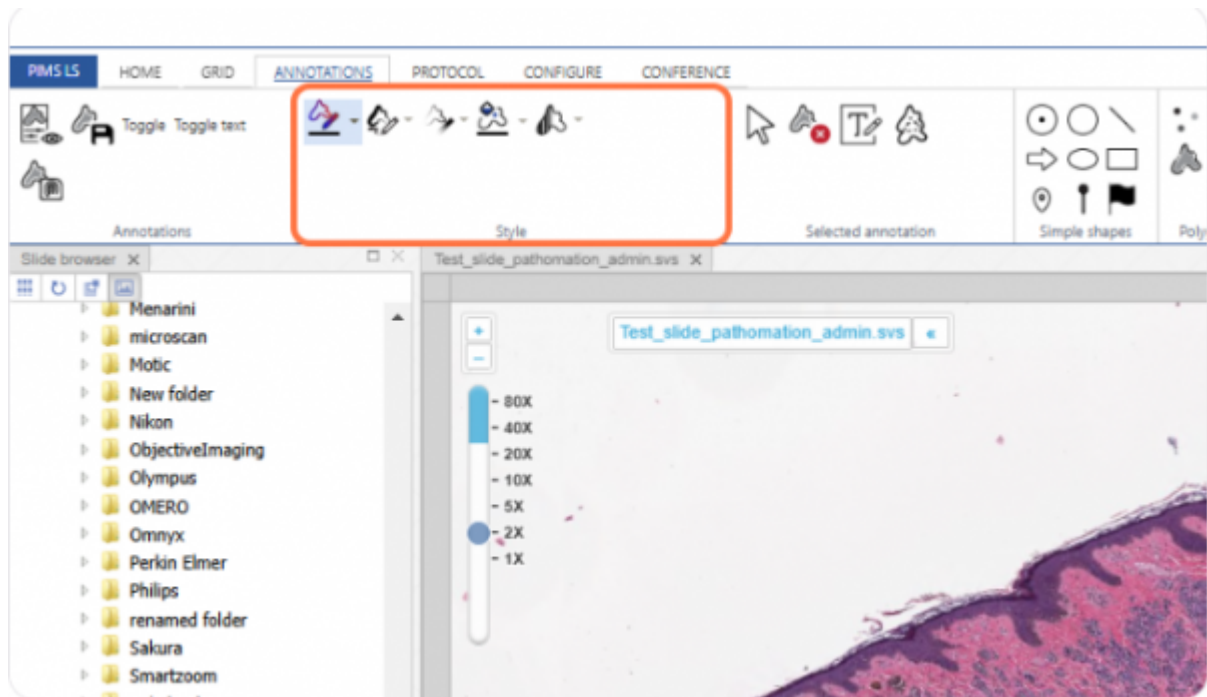 PIMS LS HOME GRID ANNOTATIONS PROTOCOL CONFIGURE CONFERENCE
Toggle Toggle text
Annotations Style Selected annotation Simple shapes Poly
Slide browser X
Test_slide_pathomation_admin.svs X
Menarini
microscan
Motic
New folder
Nikon
ObjectiveImaging
Olympus
OMERO
Omnyx
Perkin Elmer
Philips
renamed folder
Sakura
Smartzoom
+
Test_slide_pathomation_admin.svs «
−
80X
40X
20X
10X
5X
2X
1X